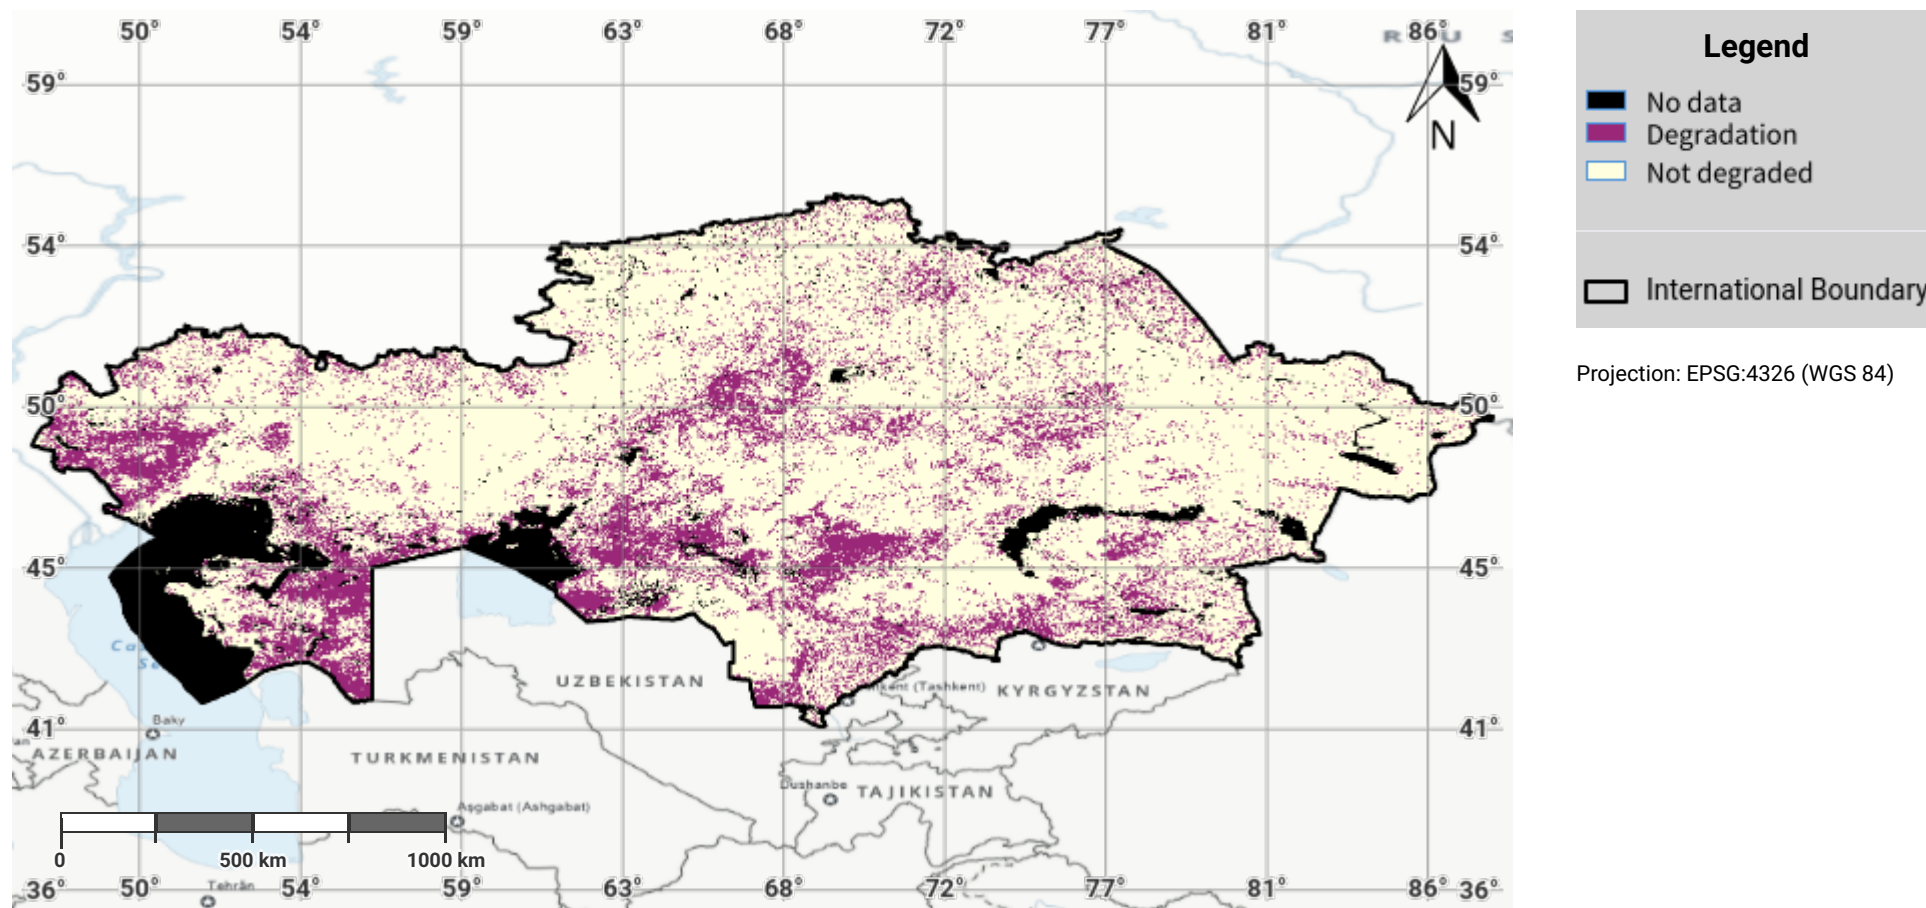 50° 54° 59° 63° 68° 72° 77° 81° 86°
R U S
59° 59°
N
54° 54°
50° 50°
45° 45°
UZBEKISTAN
KYRGYZSTAN
(Tashkent)
41° 41°
Baky
AZERBAIJAN
TURKMENISTAN
Dushanbe
TAJIKISTAN
Aşgabat (Ashgabat)
0 500 km 1000 km
36° 50° 54° 59° 63° 68° 72° 77° 81° 86° 36°
Tehrān
Legend
No data
Degradation
Not degraded
International Boundary
Projection: EPSG:4326 (WGS 84)